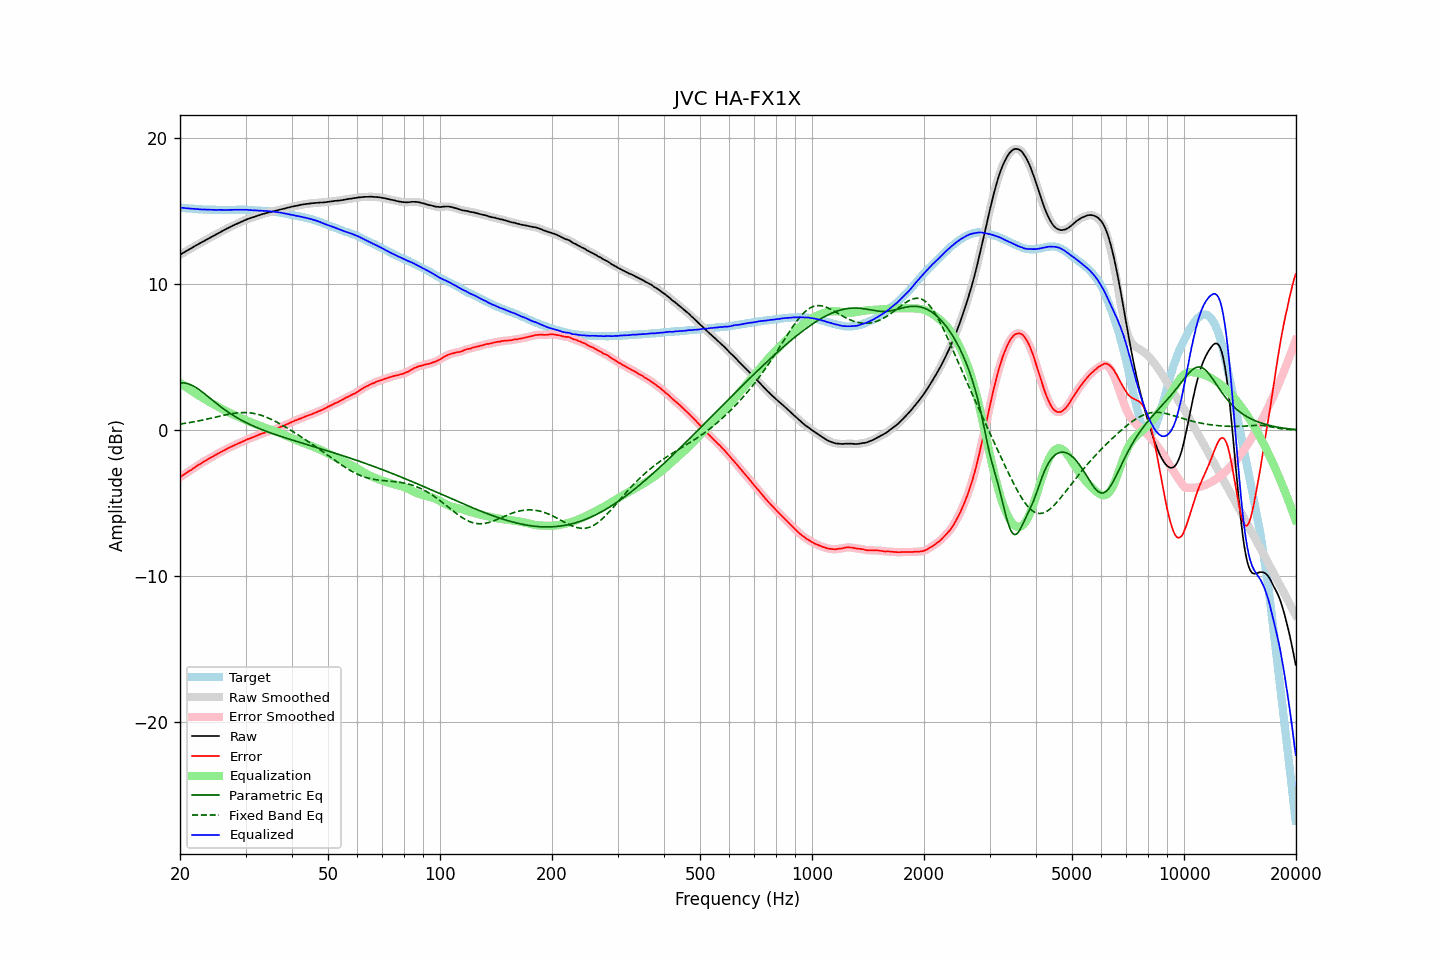 JVC HA-FX1X
Amplitude (dBr)
20
10
0
−10
−20
Target
Raw Smoothed
Error Smoothed
Raw
Error
Equalization
Parametric Eq
Fixed Band Eq
Equalized
20 50 100 200 500 1000 2000 5000 10000 20000
Frequency (Hz)